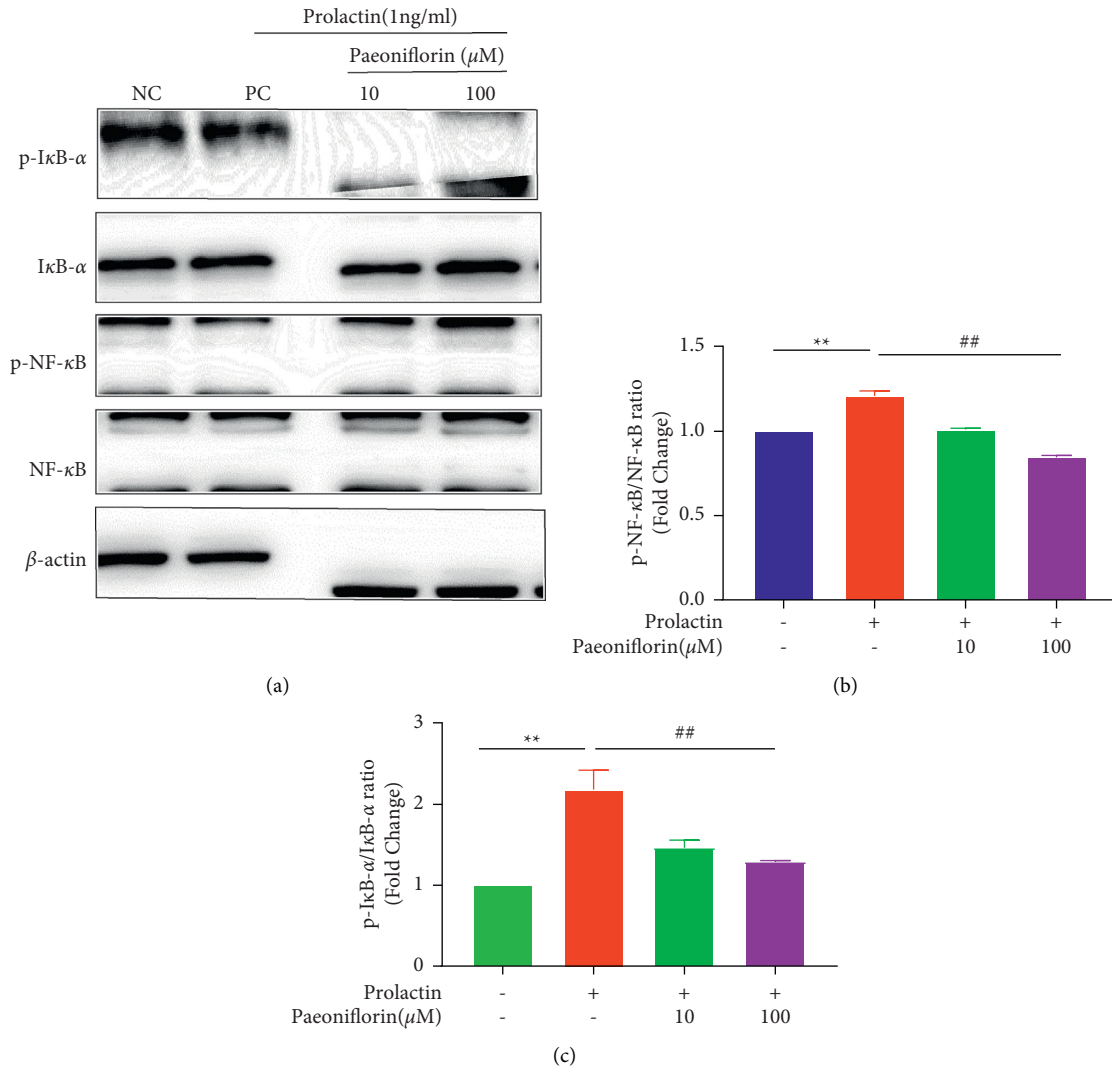 Prolactin(1ng/ml)
Paeoniflorin (μM)
NC PC 10 100
p-IκB-α
IκB-α
p-NF-κB
NF-κB
β-actin
(a)
p-NF-κB/NF-κB ratio
(Fold Change)
1.5
1.0
0.5
0.0
** ##
Prolactin - + + +
Paeoniflorin(μM) - - 10 100
(b)
p-IκB-α/IκB-α ratio
(Fold Change)
3
2
1
0
** ##
Prolactin - + + +
Paeoniflorin(μM) - - 10 100
(c)